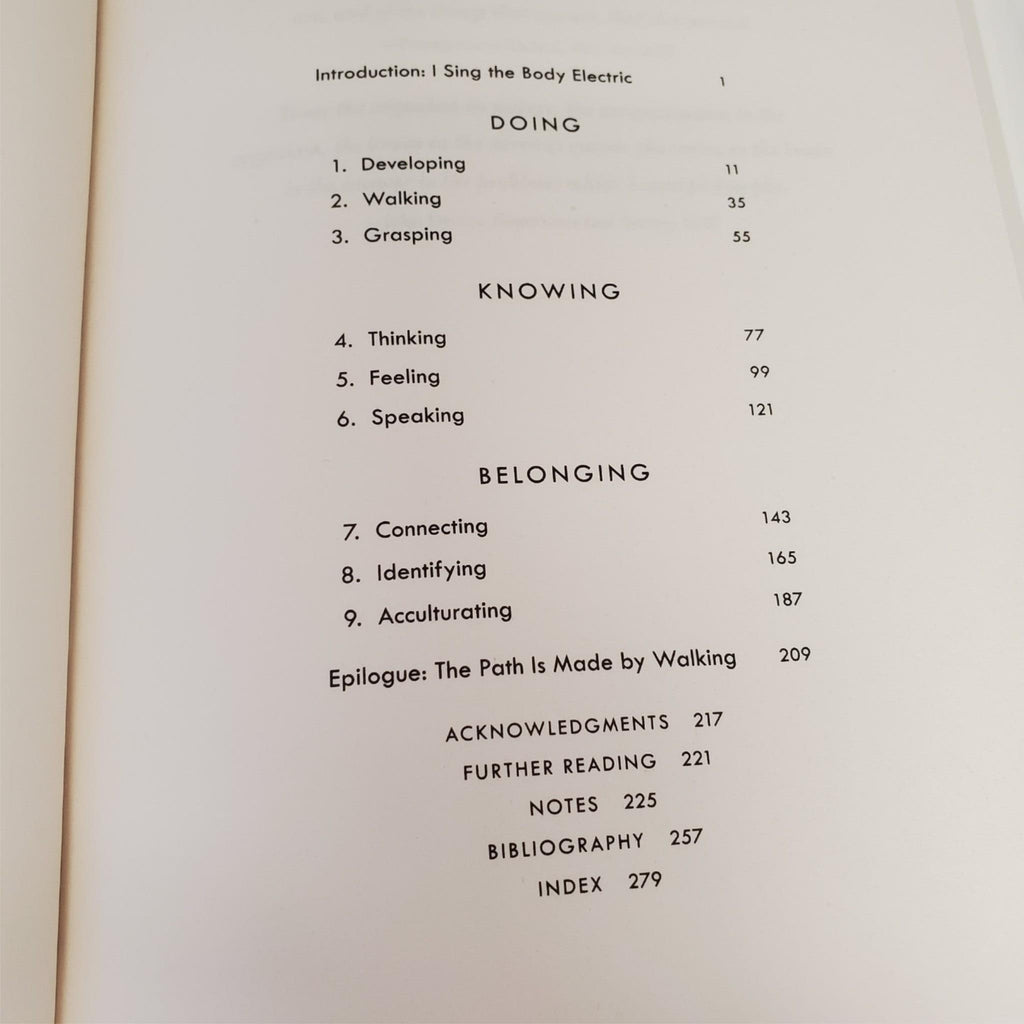 Introduction: I Sing the Body Electric 1
DOING
1. Developing 11
2. Walking 35
3. Grasping 55
KNOWING
4. Thinking 77
5. Feeling 99
6. Speaking 121
BELONGING
7. Connecting 143
8. Identifying 165
9. Acculturating 187
Epilogue: The Path Is Made by Walking 209
ACKNOWLEDGMENTS 217
FURTHER READING 221
NOTES 225
BIBLIOGRAPHY 257
INDEX 279